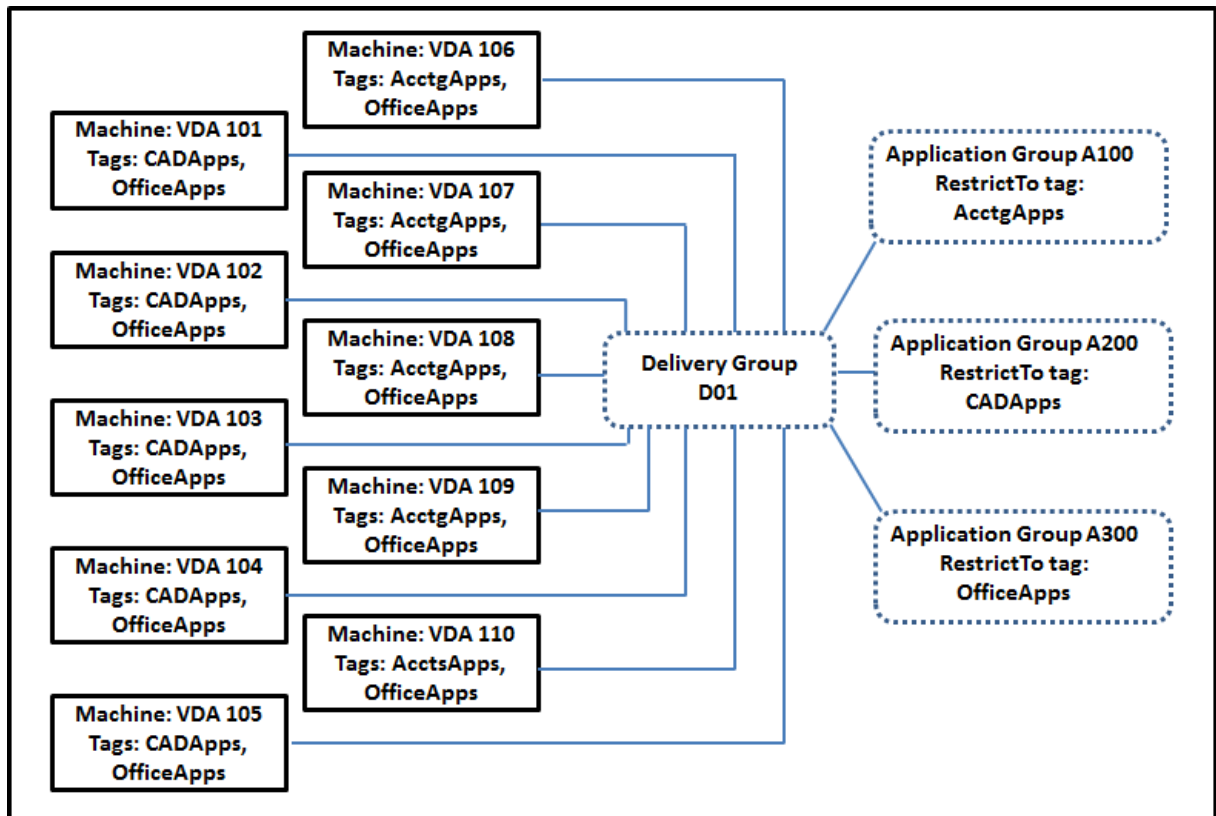 Machine: VDA 106
Tags: AcctgApps,
OfficeApps
Machine: VDA 101
Tags: CADApps,
OfficeApps
Machine: VDA 107
Tags: AcctgApps,
OfficeApps
Machine: VDA 102
Tags: CADApps,
OfficeApps
Machine: VDA 108
Tags: AcctgApps,
OfficeApps
Machine: VDA 103
Tags: CADApps,
OfficeApps
Machine: VDA 109
Tags: AcctgApps,
OfficeApps
Machine: VDA 104
Tags: CADApps,
OfficeApps
Machine: VDA 110
Tags: AcctsApps,
OfficeApps
Machine: VDA 105
Tags: CADApps,
OfficeApps
Delivery Group
D01
Application Group A100
RestrictTo tag:
AcctgApps
Application Group A200
RestrictTo tag:
CADApps
Application Group A300
RestrictTo tag:
OfficeApps